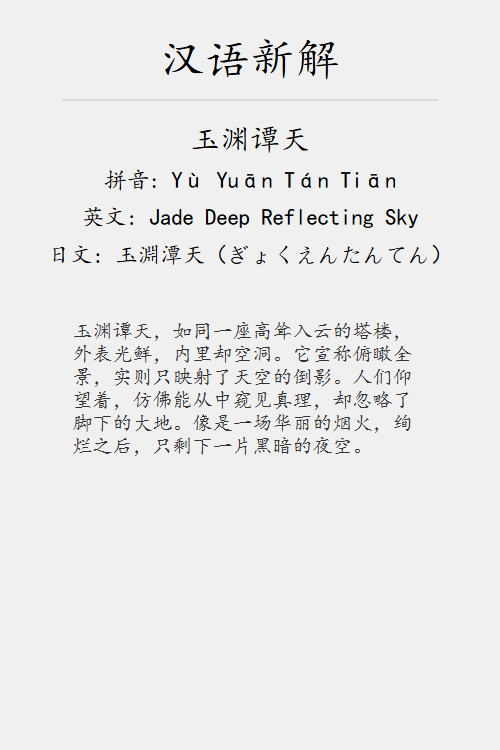 汉语新解
玉渊谭天
拼音: Yù Yuān Tán Tiān
英文: Jade Deep Reflecting Sky
日文: 玉淵潭天（ぎょくえんたんてん）
玉渊谭天，如同一座高耸入云的塔楼，
外表光鲜，内里却空洞。它宣称俯瞰全
景，实则只映射了天空的倒影。人们仰
望着，仿佛能从中窥见真理，却忽略了
脚下的大地。像是一场华丽的烟火，绚
烂之后，只剩下一片黑暗的夜空。